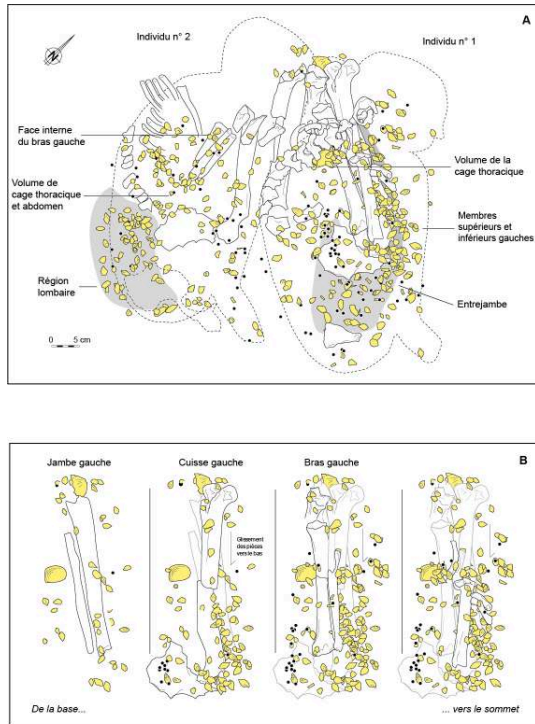 A
Individu n° 2
Individu n° 1
N
Face interne
du bras gauche
Volume de
cage thoracique
et abdomen
Région
lombaire
Volume de la
cage thoracique
Membres
supérieurs et
inférieurs gauches
Entrejambe
0 5 cm
B
Jambe gauche
Cuisse gauche
Bras gauche
Glissement
des pièces
vers le bas
De la base...
... vers le sommet